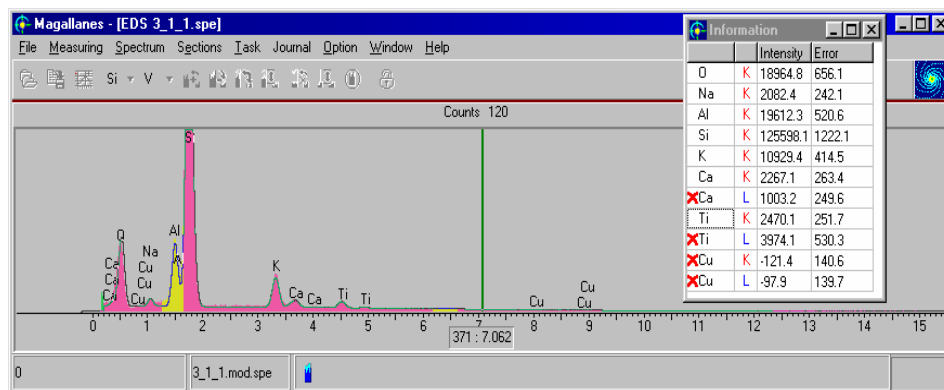 Magallanes - [EDS 3_1_1.spe]
File Measuring Spectrum Sections Task Journal Option Window Help
Si V
Counts 120
Information
Intensity Error
O K 18964.8 656.1
Na K 2082.4 242.1
Al K 19612.3 520.6
Si K 125598.1 1222.1
K K 10929.4 414.5
Ca K 2267.1 263.4
Ca L 1003.2 249.6
Ti K 2470.1 251.7
Ti L 3974.1 530.3
Cu K -121.4 140.6
Cu L -97.9 139.7
Al
O
Na
Ca Cu
Ca Cu
Cu
K
Ca Ca Ti Ti
Cu
Cu
Cu
0 1 2 3 4 5 6 7 8 9 10 11 12 13 14 15
371 : 7.062
0 3_1_1.mod.spe